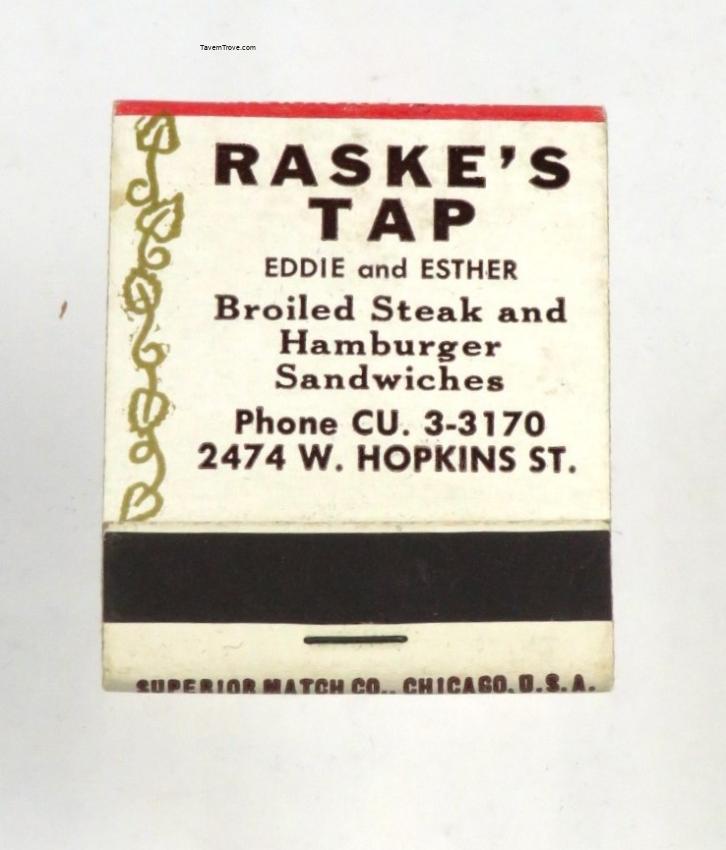 TavernTrove.com
RASKE'S
TAP
EDDIE and ESTHER
Broiled Steak and
Hamburger
Sandwiches
Phone CU. 3-3170
2474 W. HOPKINS ST.
SUPERIOR MATCH CO., CHICAGO, U.S.A.